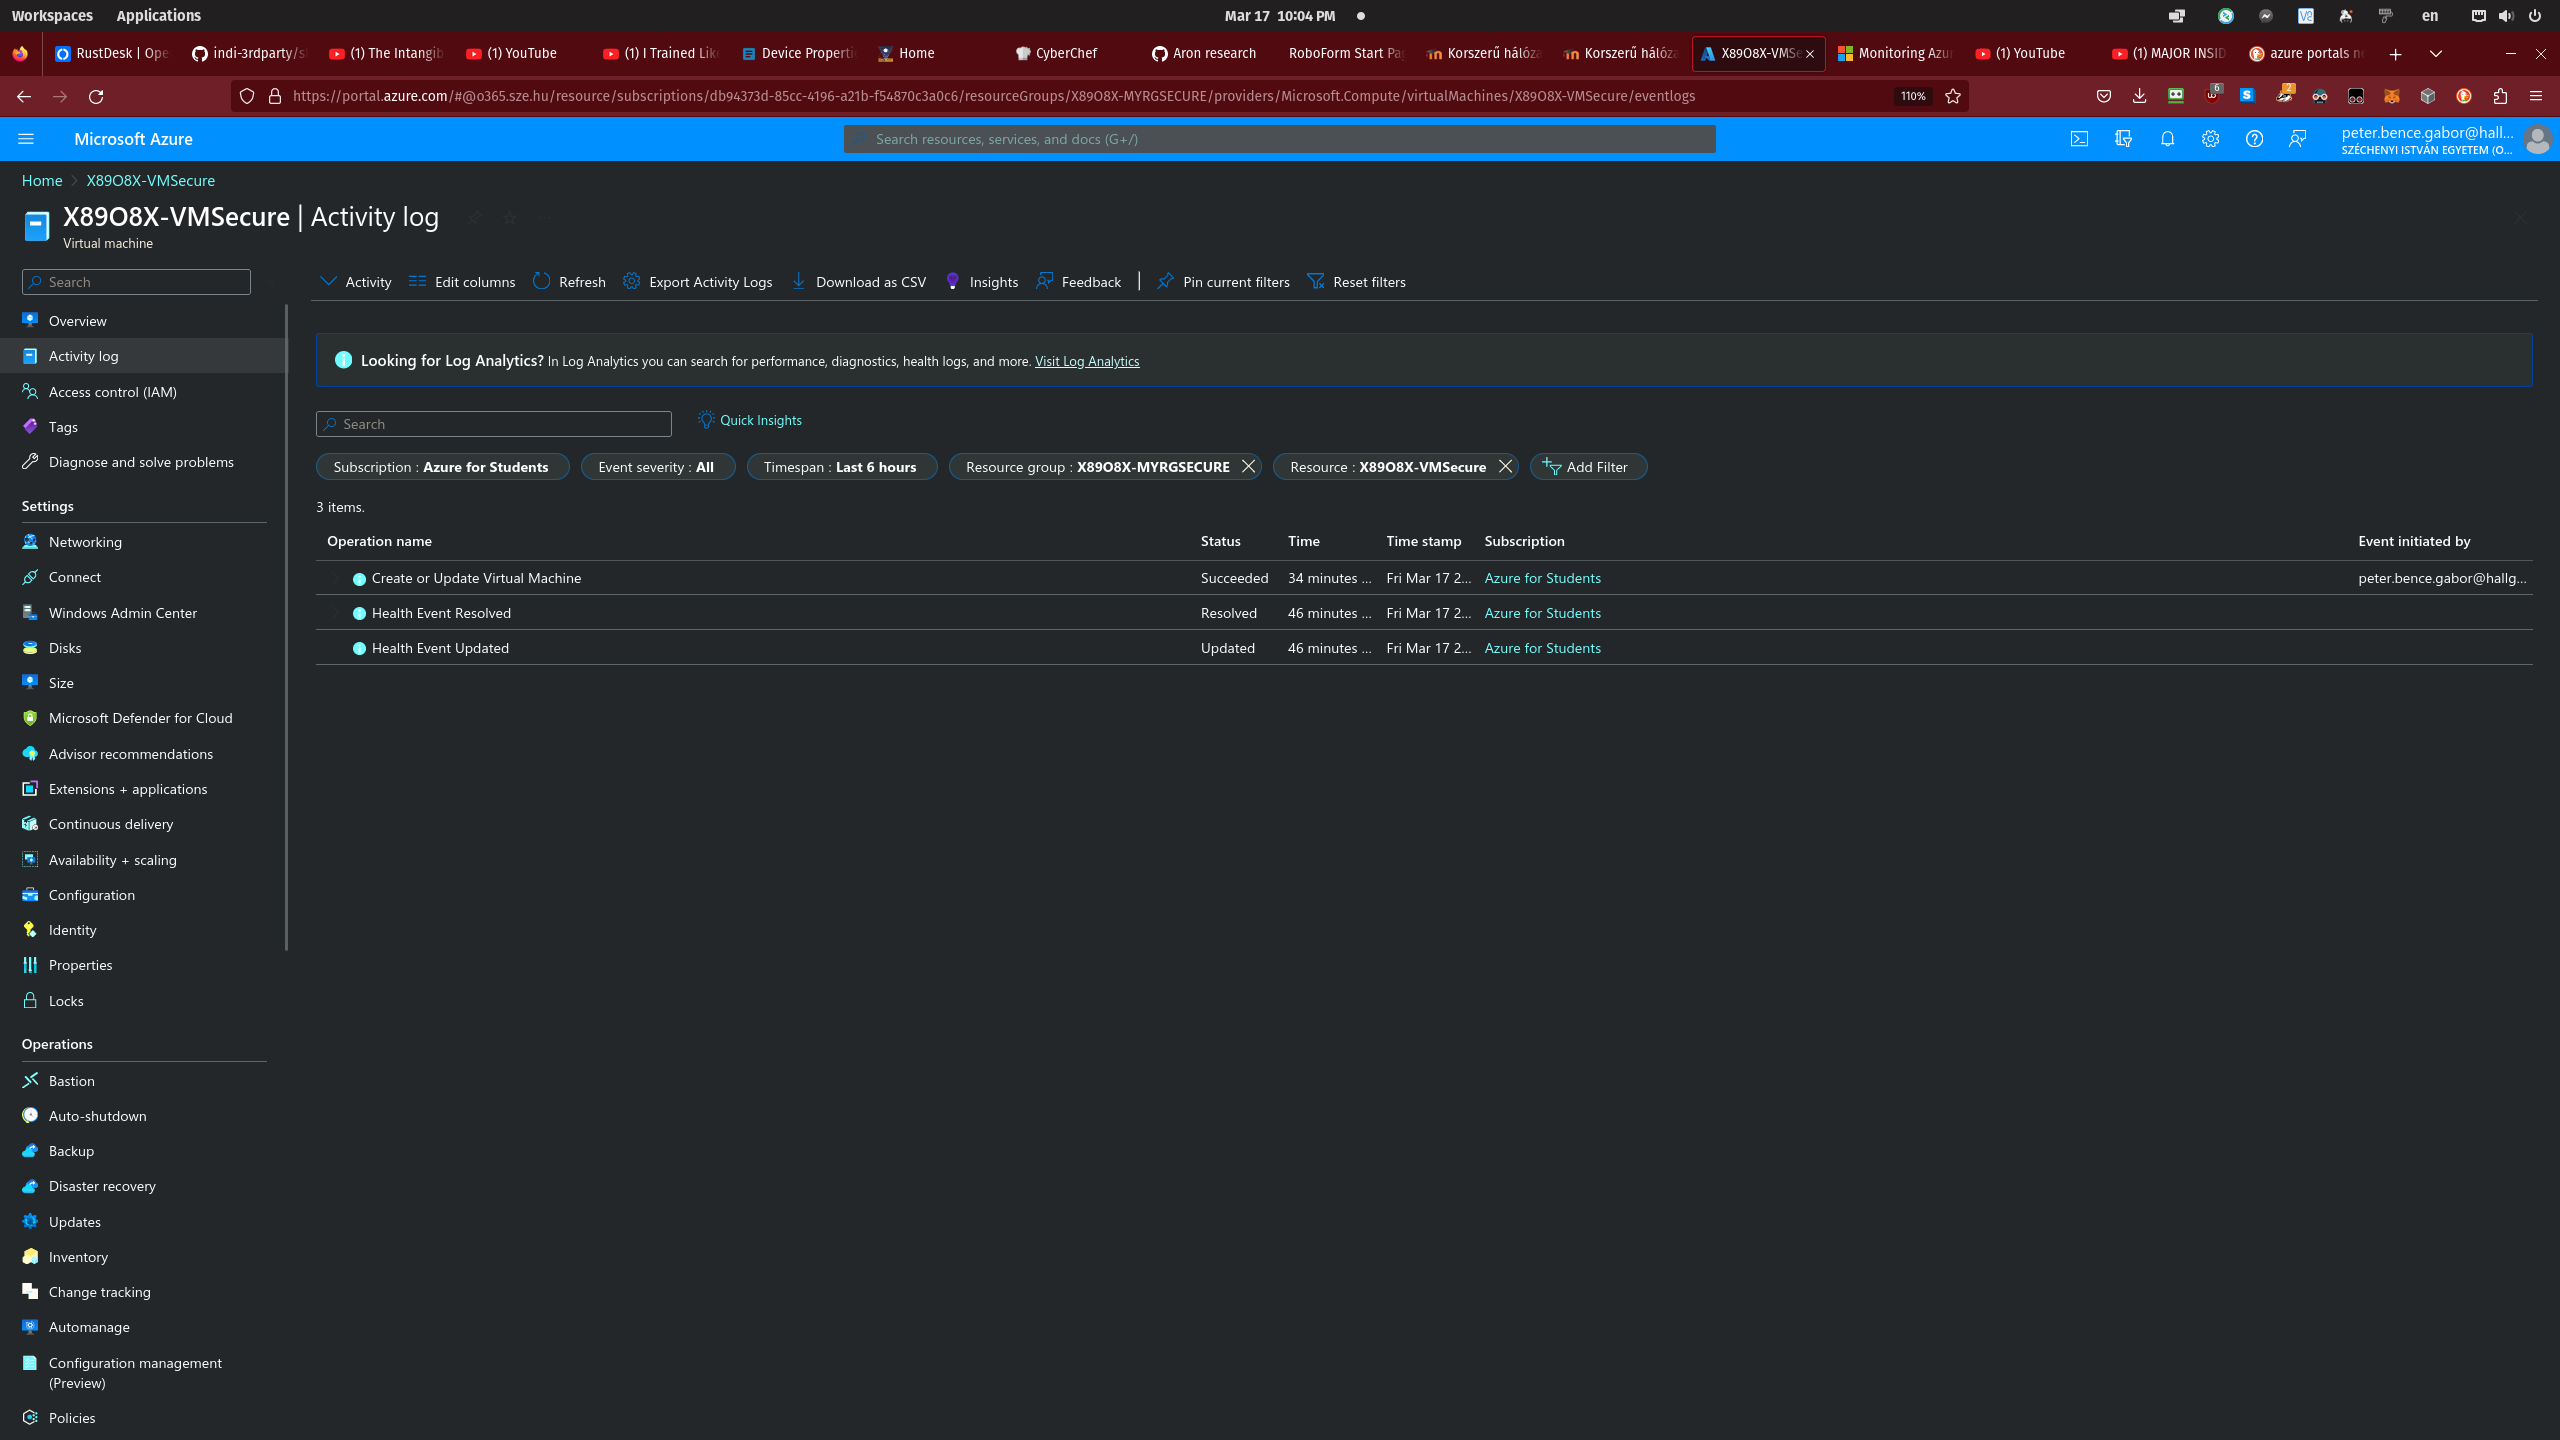 Workspaces Applications Mar 17 10:04 PM en
RustDesk | Ope indi-3rdparty/s (1) The Intangib (1) YouTube (1) I Trained Lik Device Properti Home CyberChef Aron research RoboForm Start Pa Korszerű hálóza Korszerű hálóza X89O8X-VMSe Monitoring Azur (1) YouTube (1) MAJOR INSID azure portals n
https://portal.azure.com/#@o365.sze.hu/resource/subscriptions/db94373d-85cc-4196-a21b-f54870c3a0c6/resourceGroups/X89O8X-MYRGSECURE/providers/Microsoft.Compute/virtualMachines/X89O8X-VMSecure/eventlogs 110% 6 2
Microsoft Azure Search resources, services, and docs (G+/) peter.bence.gabor@hall...
SZÉCHENYI ISTVÁN EGYETEM (O...
Home > X89O8X-VMSecure
X89O8X-VMSecure | Activity log
Virtual machine
Search
Overview
Activity log
Access control (IAM)
Tags
Diagnose and solve problems
Settings
Networking
Connect
Windows Admin Center
Disks
Size
Microsoft Defender for Cloud
Advisor recommendations
Extensions + applications
Continuous delivery
Availability + scaling
Configuration
Identity
Properties
Locks
Operations
Bastion
Auto-shutdown
Backup
Disaster recovery
Updates
Inventory
Change tracking
Automanage
Configuration management
(Preview)
Policies
Activity Edit columns Refresh Export Activity Logs Download as CSV Insights Feedback Pin current filters Reset filters
Looking for Log Analytics? In Log Analytics you can search for performance, diagnostics, health logs, and more. Visit Log Analytics
Search Quick Insights
Subscription : Azure for Students Event severity : All Timespan : Last 6 hours Resource group : X89O8X-MYRGSECURE Resource : X89O8X-VMSecure Add Filter
3 items.
Operation name Status Time Time stamp Subscription Event initiated by
Create or Update Virtual Machine Succeeded 34 minutes ... Fri Mar 17 2... Azure for Students peter.bence.gabor@hallg...
Health Event Resolved Resolved 46 minutes ... Fri Mar 17 2... Azure for Students
Health Event Updated Updated 46 minutes ... Fri Mar 17 2... Azure for Students